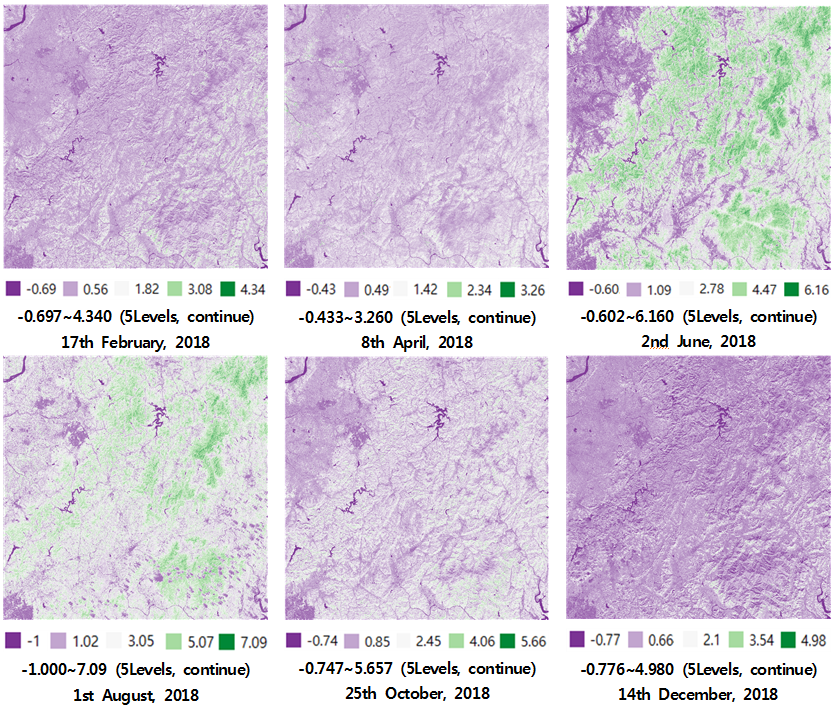 -0.69 0.56 1.82 3.08 4.34
-0.697~4.340 (5Levels, continue)
17th February, 2018
-0.43 0.49 1.42 2.34 3.26
-0.433~3.260 (5Levels, continue)
8th April, 2018
-0.60 1.09 2.78 4.47 6.16
-0.602~6.160 (5Levels, continue)
2nd June, 2018
-1 1.02 3.05 5.07 7.09
-1.000~7.09 (5Levels, continue)
1st August, 2018
-0.74 0.85 2.45 4.06 5.66
-0.747~5.657 (5Levels, continue)
25th October, 2018
-0.77 0.66 2.1 3.54 4.98
-0.776~4.980 (5Levels, continue)
14th December, 2018